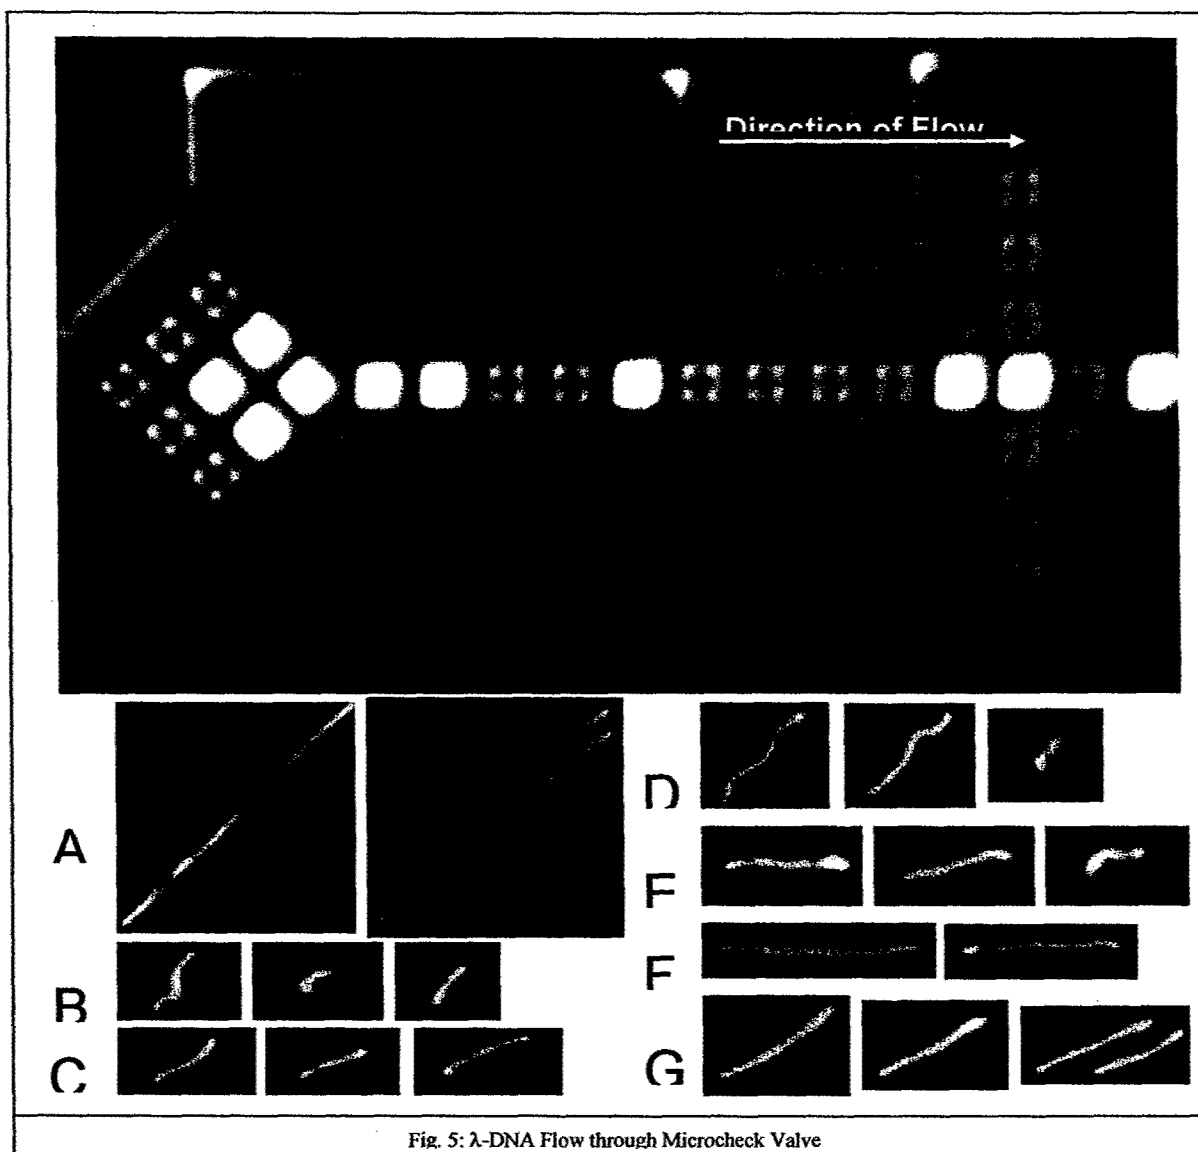 Direction of Flow
A
B
C
D
E
F
G
Fig. 5: λ-DNA Flow through Microcheck Valve